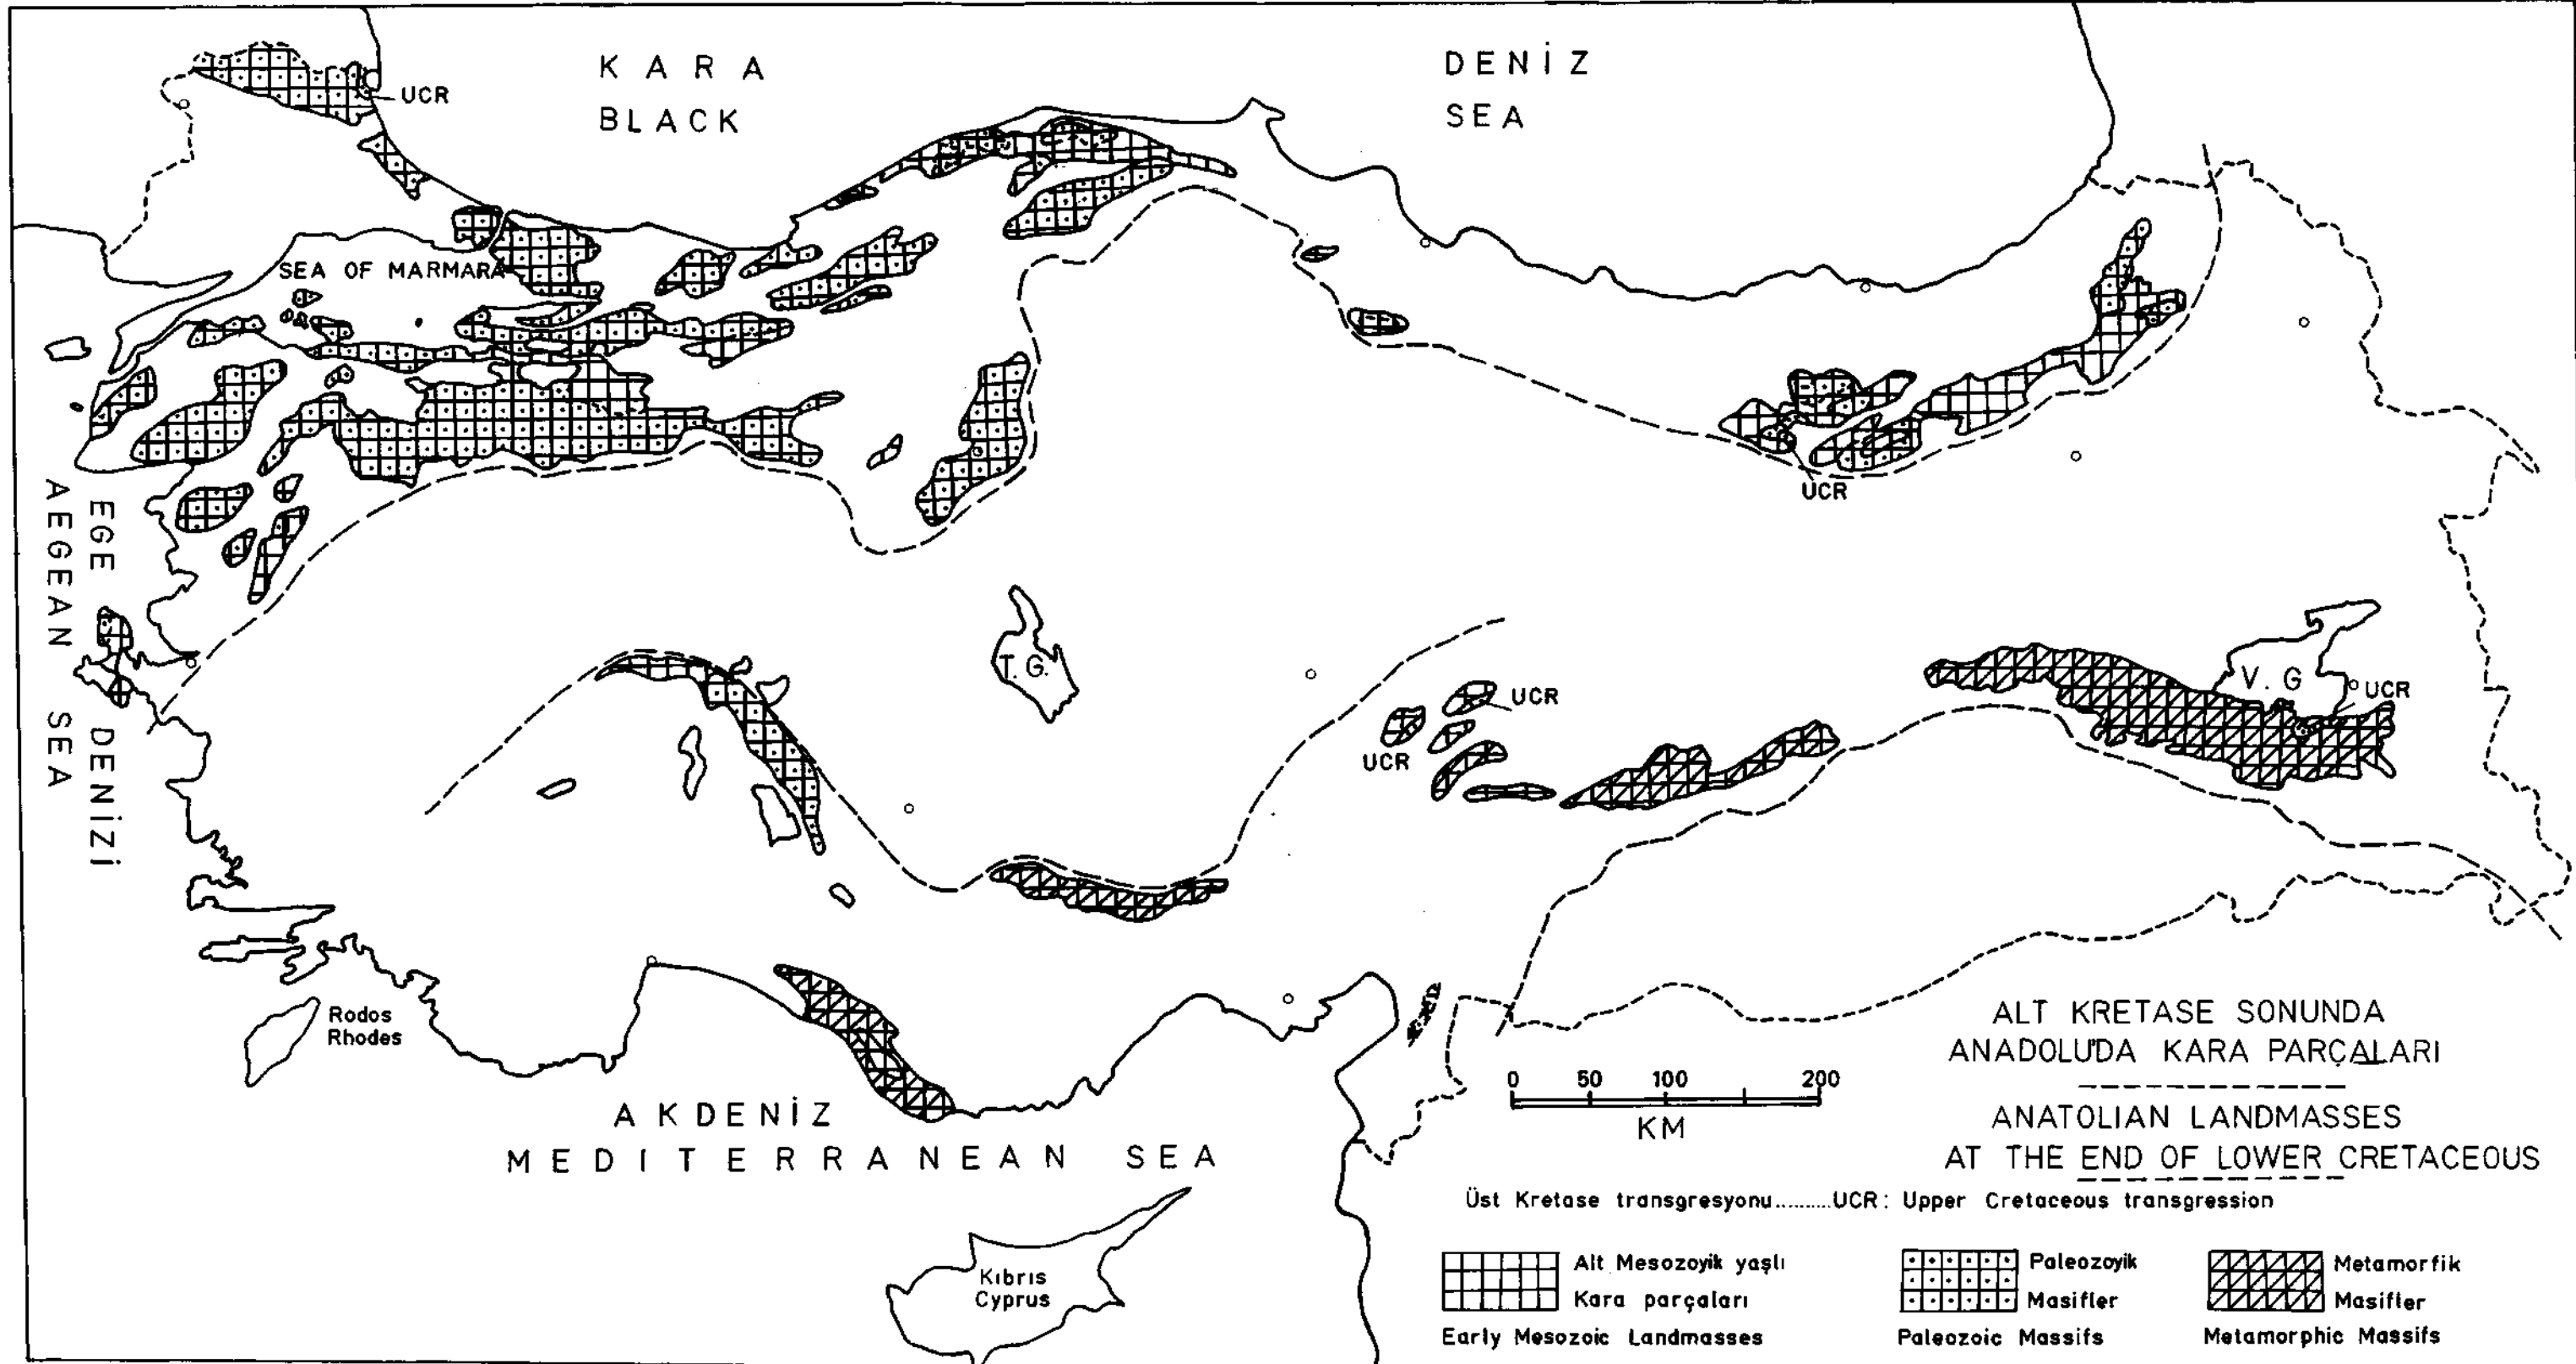 KARA DENİZ
BLACK SEA
UCR
SEA OF MARMARA
EGE DENİZİ
AEGEAN SEA
UCR
T.G.
V.G
UCR
UCR
UCR
Rodos
Rhodes
AKDENİZ
MEDITERRANEAN SEA
Kıbrıs
Cyprus
0 50 100 200
KM
ALT KRETASE SONUNDA
ANADOLU'DA KARA PARÇALARI
ANATOLIAN LANDMASSES
AT THE END OF LOWER CRETACEOUS
Üst Kretase transgresyonu.........UCR: Upper Cretaceous transgression
Alt Mesozoyik yaşlı
Kara parçaları
Early Mesozoic Landmasses
Paleozoyik
Masifler
Paleozoic Massifs
Metamorfik
Masifler
Metamorphic Massifs